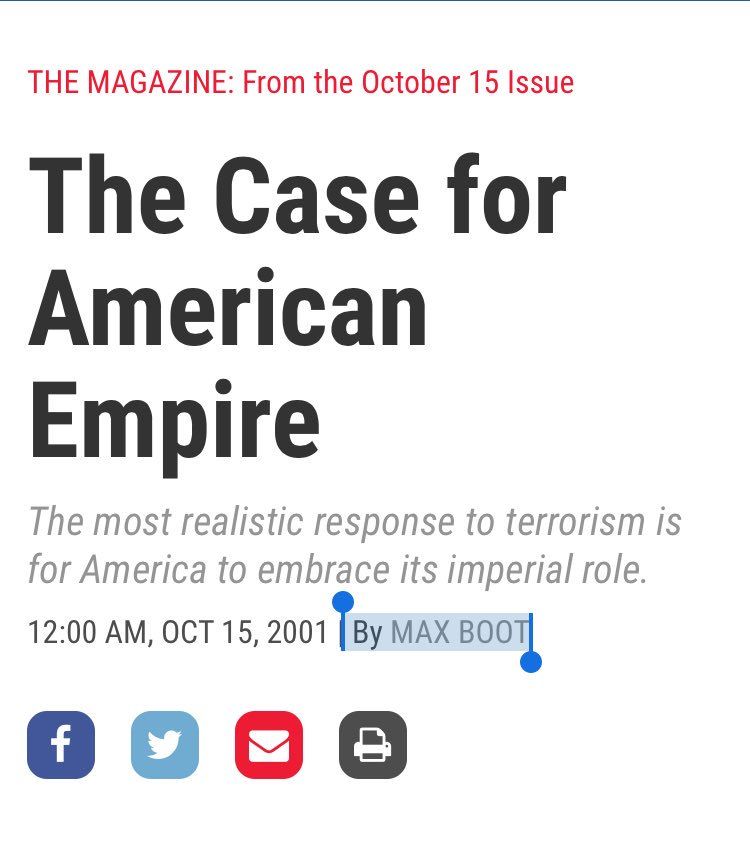 THE MAGAZINE: From the October 15 Issue
The Case for
American
Empire
The most realistic response to terrorism is
for America to embrace its imperial role.
12:00 AM, OCT 15, 2001 | By MAX BOOT